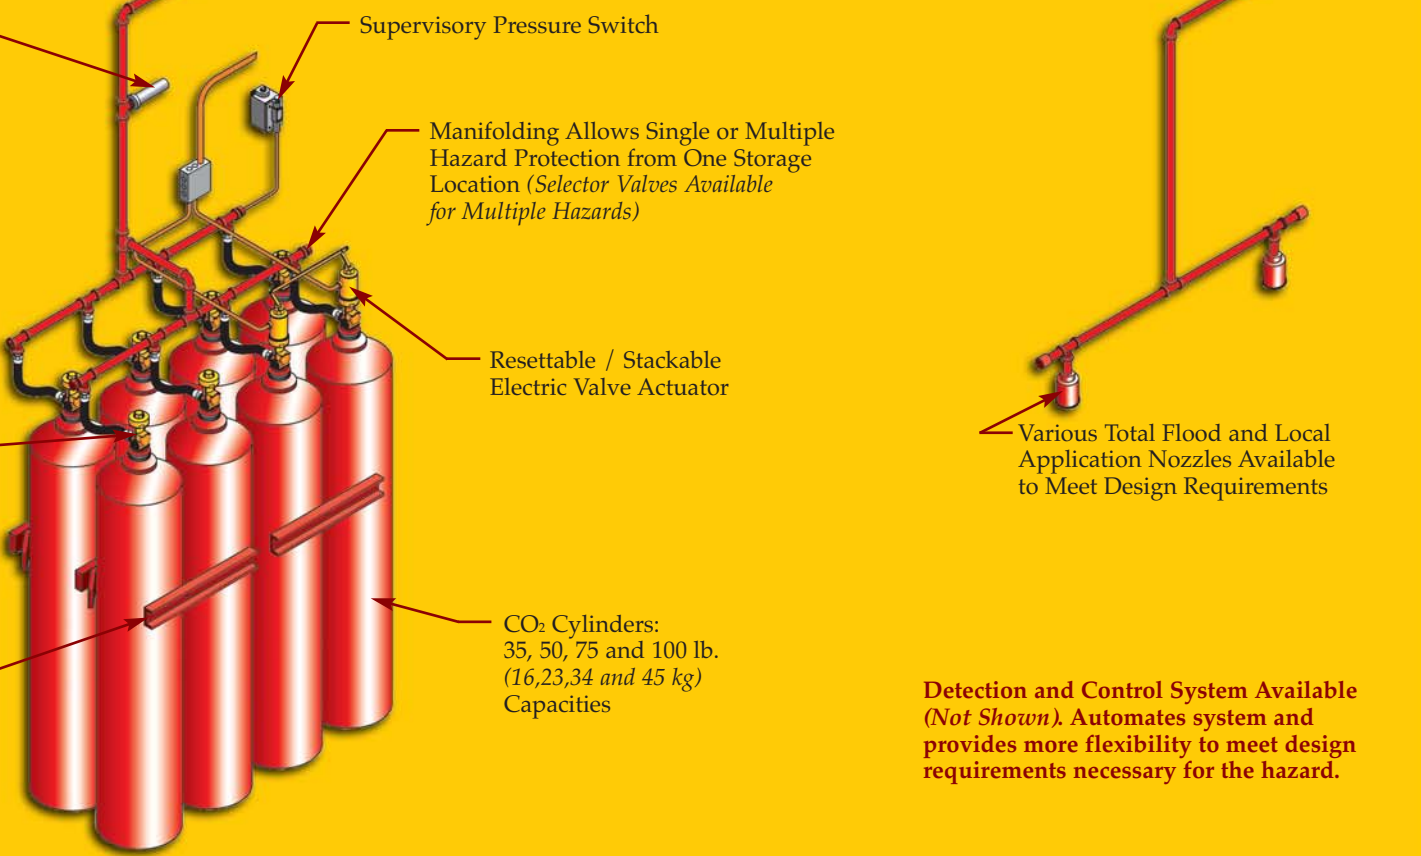 Supervisory Pressure Switch
Manifolding Allows Single or Multiple
Hazard Protection from One Storage
Location (Selector Valves Available
for Multiple Hazards)
Resettable / Stackable
Electric Valve Actuator
Various Total Flood and Local
Application Nozzles Available
to Meet Design Requirements
CO₂ Cylinders:
35, 50, 75 and 100 lb.
(16,23,34 and 45 kg)
Capacities
Detection and Control System Available
(Not Shown). Automates system and
provides more flexibility to meet design
requirements necessary for the hazard.